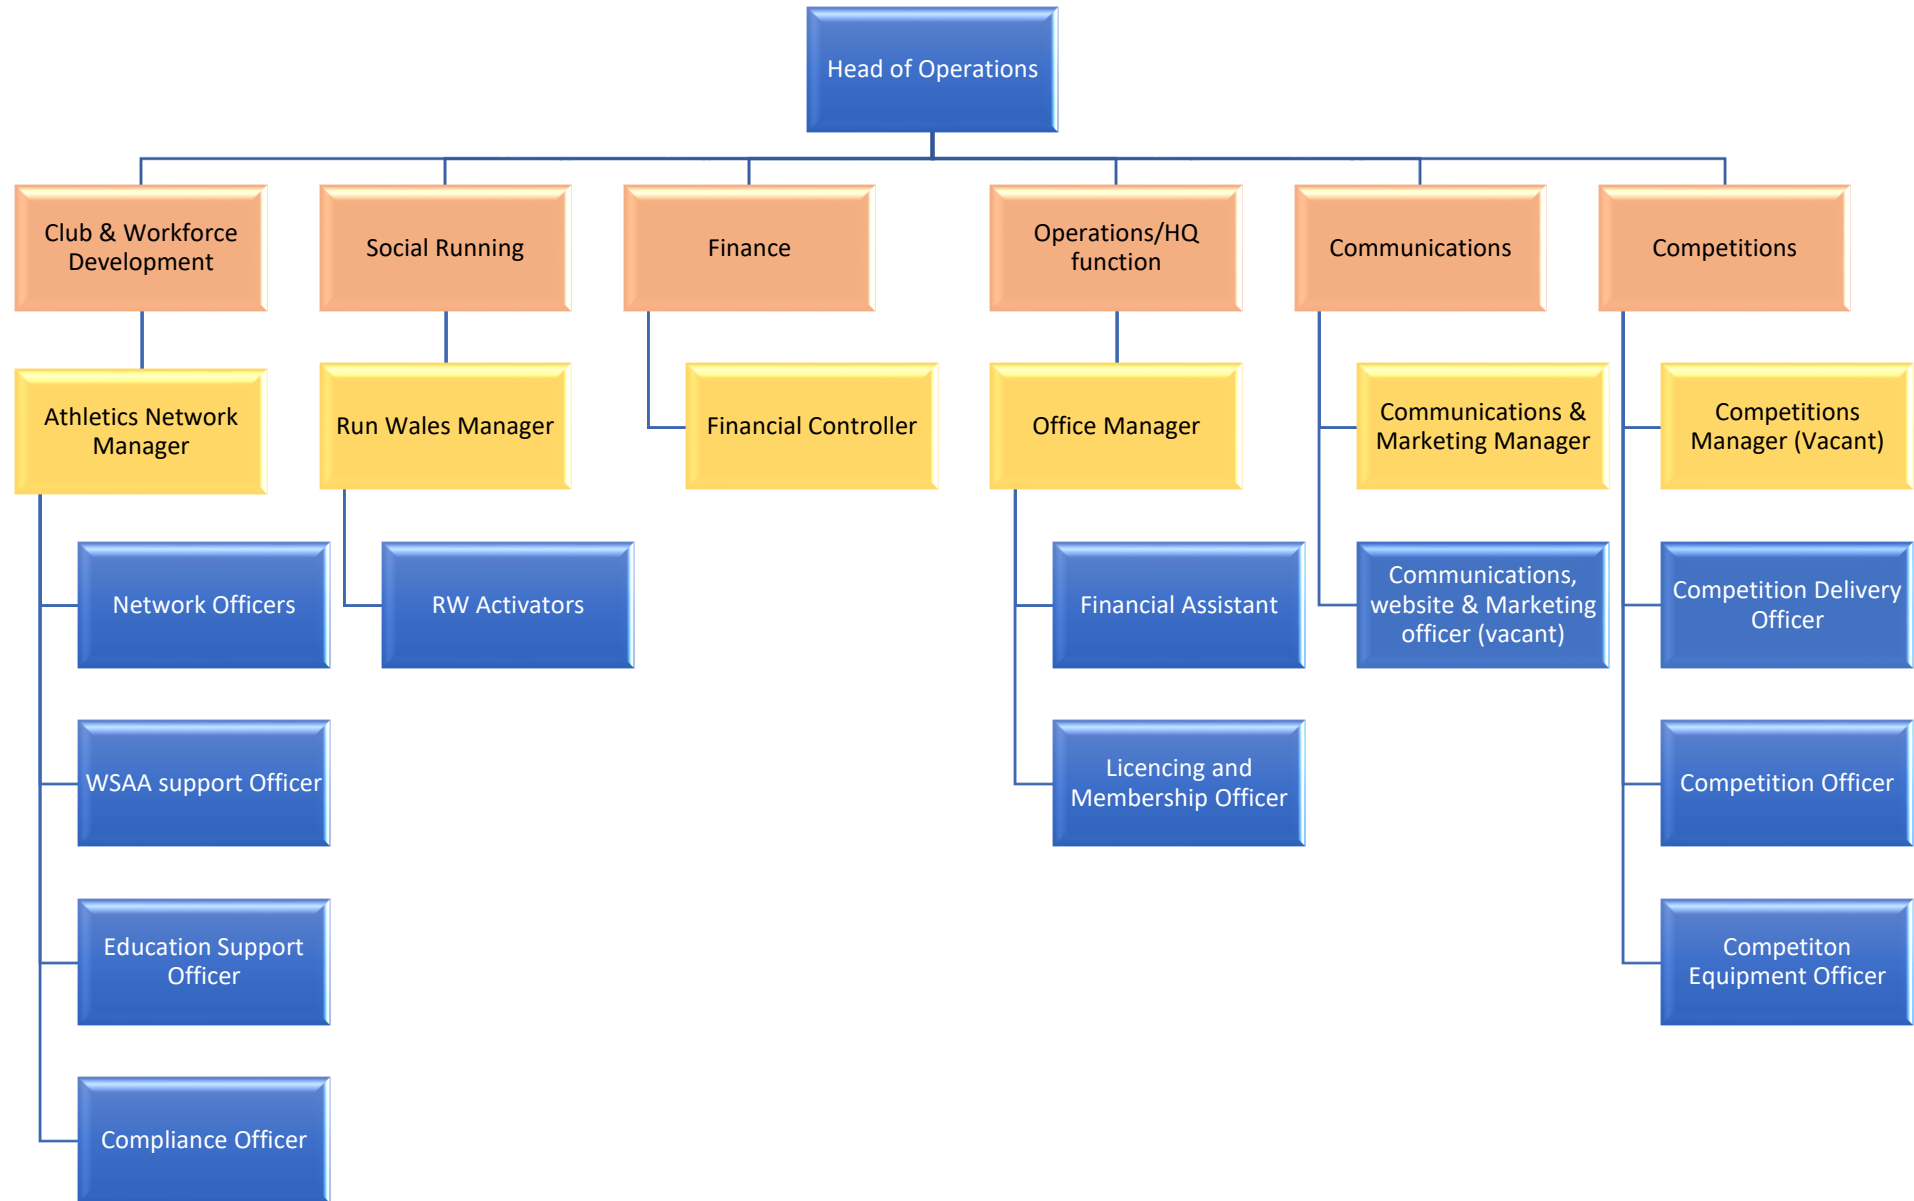 Head of Operations
Club & Workforce
Development
Social Running
Finance
Operations/HQ
function
Communications
Competitions
Athletics Network
Manager
Run Wales Manager
Financial Controller
Office Manager
Communications &
Marketing Manager
Competitions
Manager (Vacant)
Network Officers
RW Activators
Financial Assistant
Communications,
website & Marketing
officer (vacant)
Competition Delivery
Officer
WSAA support Officer
Licencing and
Membership Officer
Competition Officer
Education Support
Officer
Competiton
Equipment Officer
Compliance Officer